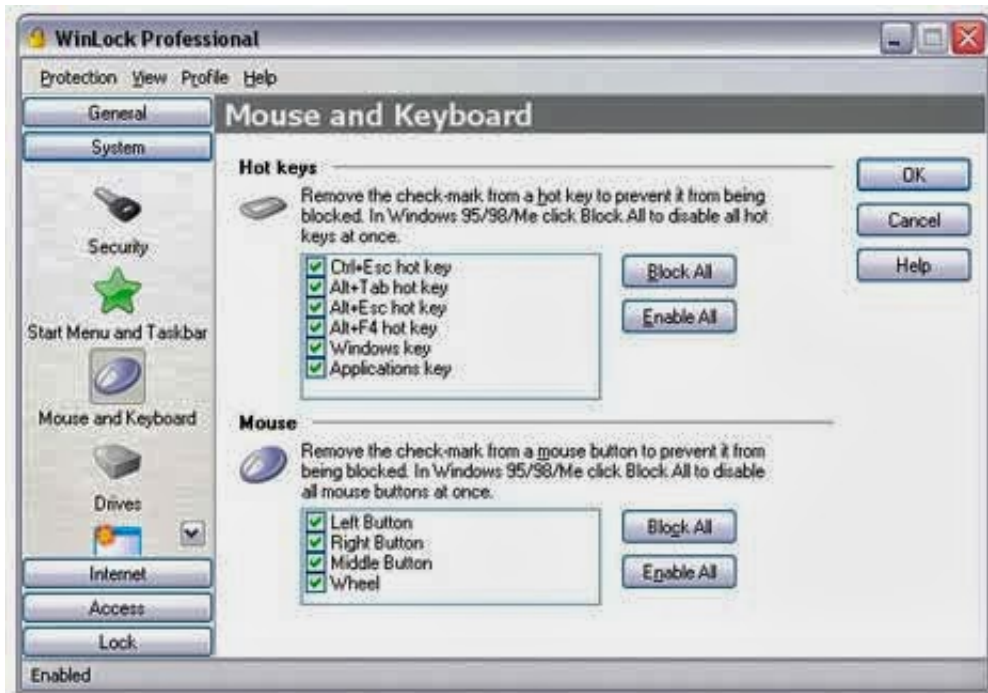 WinLock Professional
Protection View Profile Help
General
System
Security
Start Menu and Taskbar
Mouse and Keyboard
Drives
Internet
Access
Lock
Enabled
Mouse and Keyboard
Hot keys
Remove the check-mark from a hot key to prevent it from being
blocked. In Windows 95/98/Me click Block All to disable all hot
keys at once.
Ctrl+Esc hot key
Alt+Tab hot key
Alt+Esc hot key
Alt+F4 hot key
Windows key
Applications key
Block All
Enable All
Mouse
Remove the check-mark from a mouse button to prevent it from
being blocked. In Windows 95/98/Me click Block All to disable
all mouse buttons at once.
Left Button
Right Button
Middle Button
Wheel
Block All
Enable All
OK
Cancel
Help